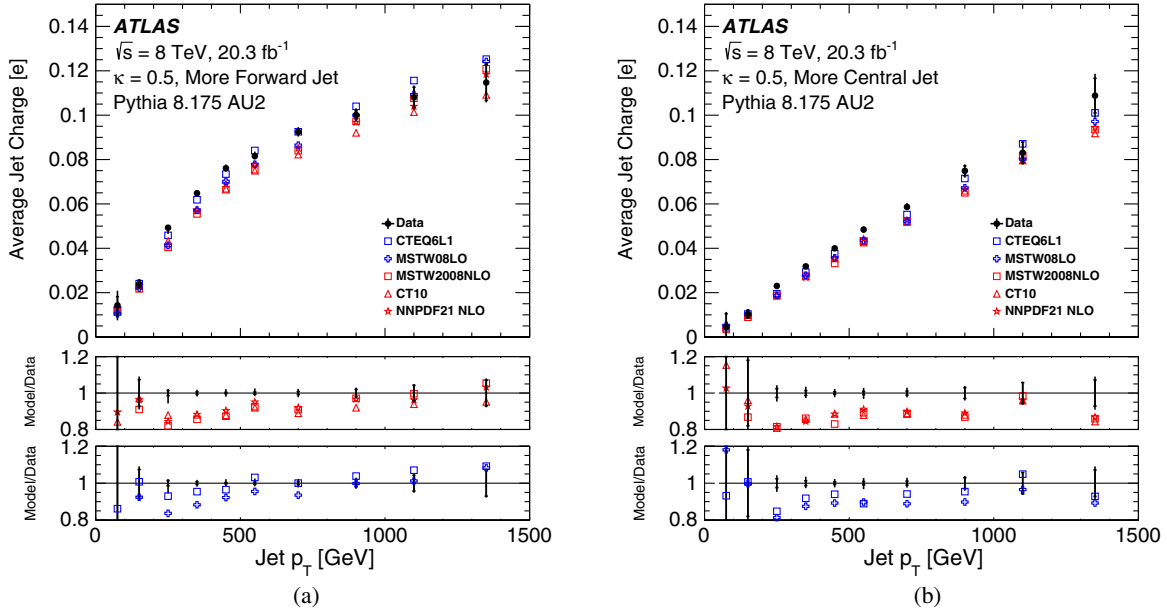 ATLAS
√s = 8 TeV, 20.3 fb⁻¹
κ = 0.5, More Forward Jet
Pythia 8.175 AU2
Average Jet Charge [e]
0.14
0.12
0.1
0.08
0.06
0.04
0.02
0
Data
CTEQ6L1
MSTW08LO
MSTW2008NLO
CT10
NNPDF21 NLO
Model/Data
1.2
1
0.8
Model/Data
1.2
1
0.8
0 500 1000 1500
Jet p_T [GeV]
(a)
ATLAS
√s = 8 TeV, 20.3 fb⁻¹
κ = 0.5, More Central Jet
Pythia 8.175 AU2
Average Jet Charge [e]
0.14
0.12
0.1
0.08
0.06
0.04
0.02
0
Data
CTEQ6L1
MSTW08LO
MSTW2008NLO
CT10
NNPDF21 NLO
Model/Data
1.2
1
0.8
Model/Data
1.2
1
0.8
0 500 1000 1500
Jet p_T [GeV]
(b)